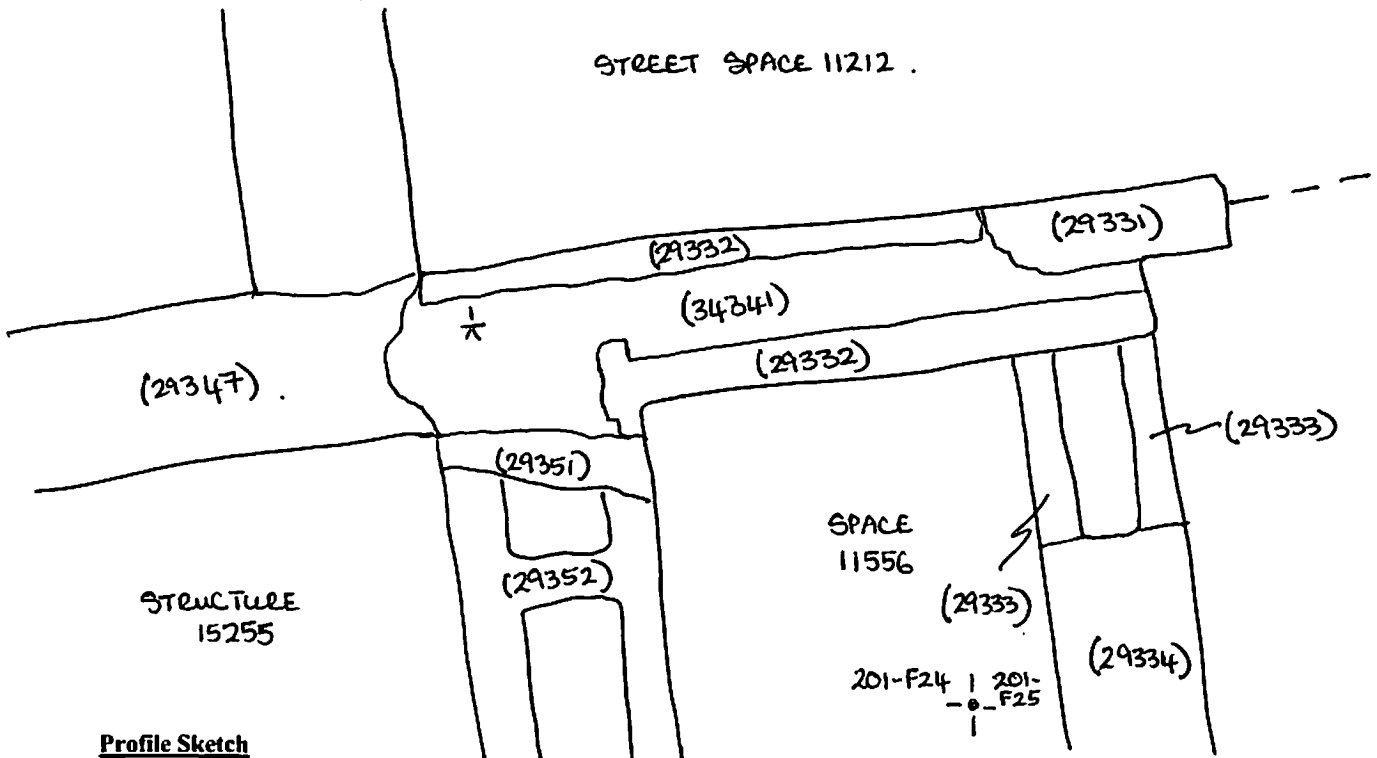 STREET SPACE 11212 .
(29331)
(29332)
(34341)
(29332)
(29347) .
(29333)
(29351)
SPACE
11556
(29352)
(29333)
STRUCTURE
15255
(29334)
201-F24 201-
F25
Profile Sketch